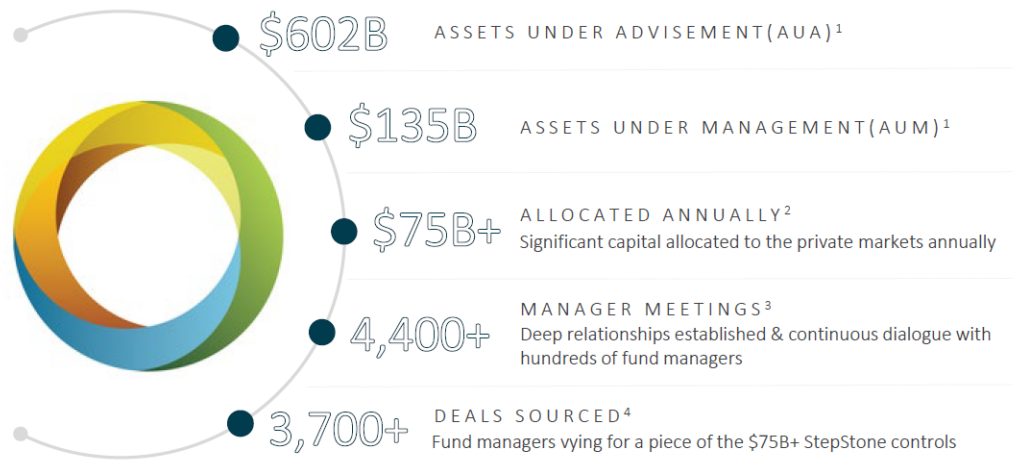 $602B ASSETS UNDER ADVISEMENT(AUA)¹
$135B ASSETS UNDER MANAGEMENT(AUM)¹
$75B+ ALLOCATED ANNUALLY²
Significant capital allocated to the private markets annually
4,400+ MANAGER MEETINGS³
Deep relationships established & continuous dialogue with
hundreds of fund managers
3,700+ DEALS SOURCED⁴
Fund managers vying for a piece of the $75B+ StepStone controls